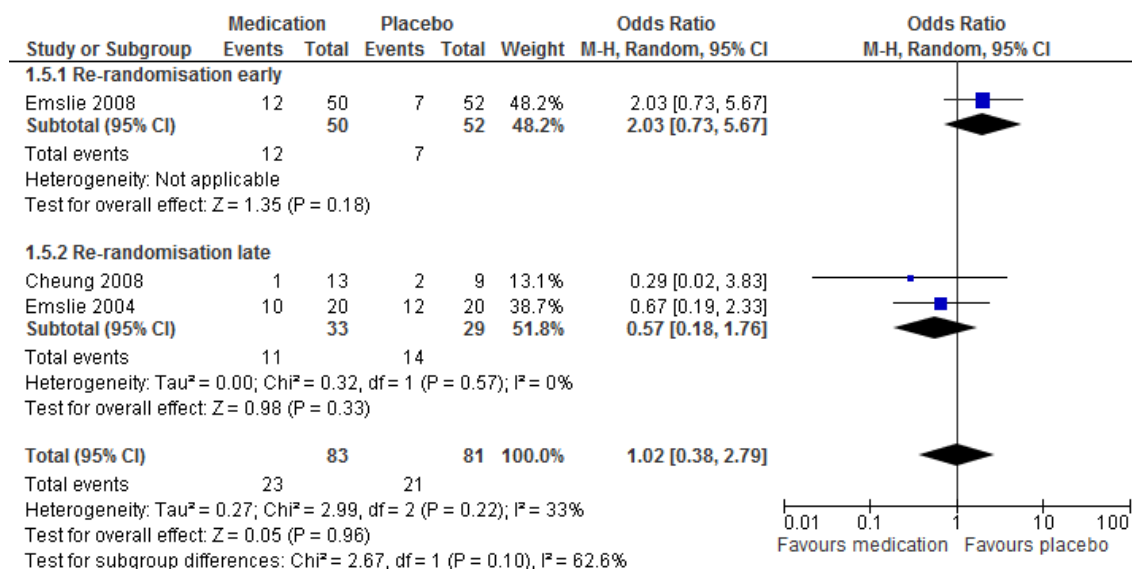 Medication Placebo Odds Ratio Odds Ratio
Study or Subgroup Events Total Events Total Weight M-H, Random, 95% CI M-H, Random, 95% CI
1.5.1 Re-randomisation early
Emslie 2008 12 50 7 52 48.2% 2.03 [0.73, 5.67]
Subtotal (95% CI) 50 52 48.2% 2.03 [0.73, 5.67]
Total events 12 7
Heterogeneity: Not applicable
Test for overall effect: Z = 1.35 (P = 0.18)
1.5.2 Re-randomisation late
Cheung 2008 1 13 2 9 13.1% 0.29 [0.02, 3.83]
Emslie 2004 10 20 12 20 38.7% 0.67 [0.19, 2.33]
Subtotal (95% CI) 33 29 51.8% 0.57 [0.18, 1.76]
Total events 11 14
Heterogeneity: Tau² = 0.00; Chi² = 0.32, df = 1 (P = 0.57); I² = 0%
Test for overall effect: Z = 0.98 (P = 0.33)
Total (95% CI) 83 81 100.0% 1.02 [0.38, 2.79]
Total events 23 21
Heterogeneity: Tau² = 0.27; Chi² = 2.99, df = 2 (P = 0.22); I² = 33%
Test for overall effect: Z = 0.05 (P = 0.96)
Test for subgroup differences: Chi² = 2.67, df = 1 (P = 0.10), I² = 62.6%
0.01 0.1 1 10 100
Favours medication Favours placebo